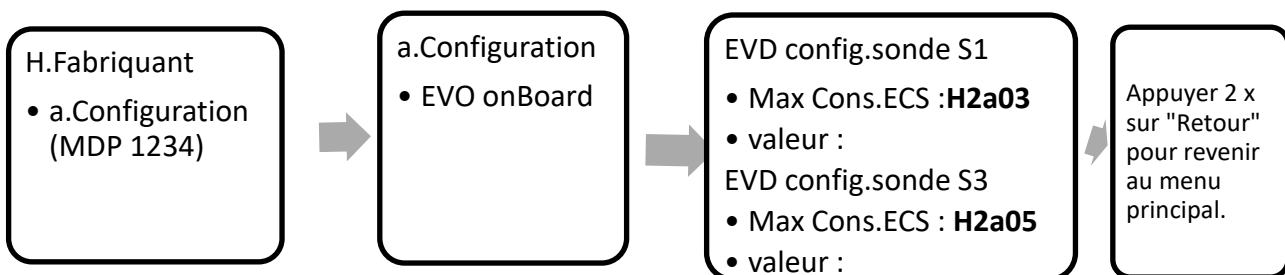 H.Fabriquant
• a.Configuration
(MDP 1234)
a.Configuration
• EVO onBoard
EVD config.sonde S1
• Max Cons.ECS :H2a03
• valeur :
EVD config.sonde S3
• Max Cons.ECS : H2a05
• valeur :
Appuyer 2 x
sur "Retour"
pour revenir
au menu
principal.